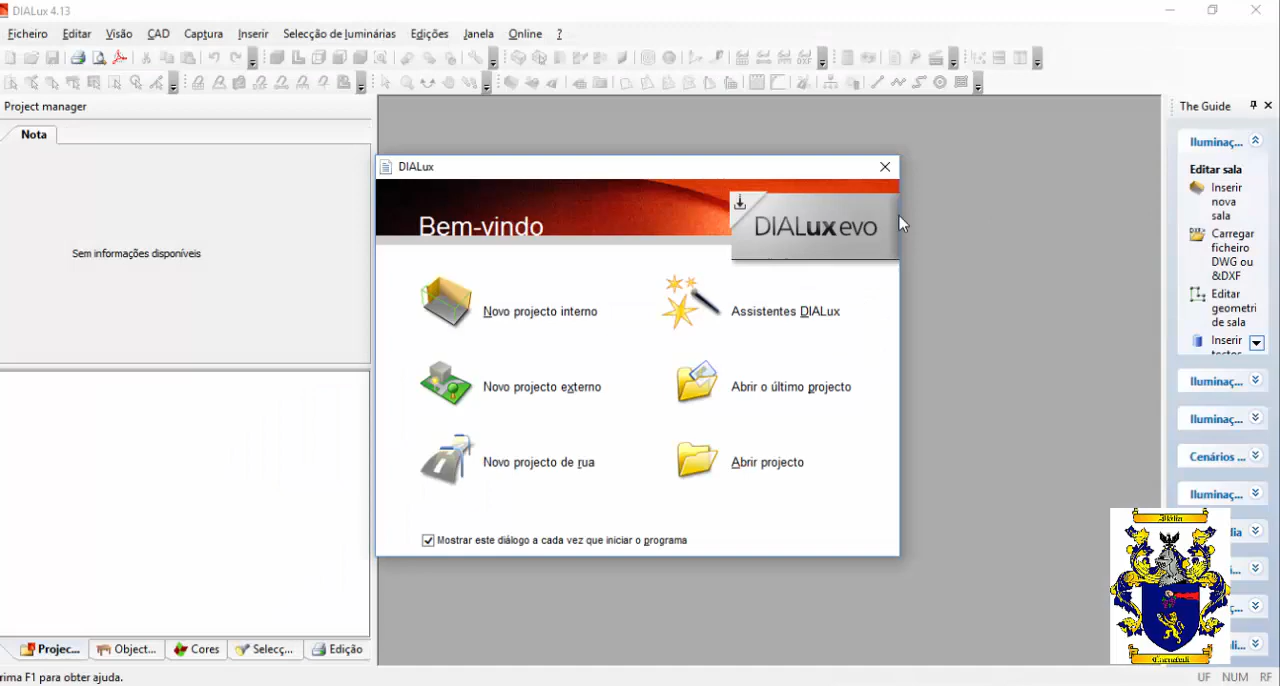 DIALux 4.13
Ficheiro Editar Visão CAD Captura Inserir Selecção de luminárias Edições Janela Online ?
Project manager
Nota
Sem informações disponíveis
DIALux
Bem-vindo
DIALux evo
Novo projecto interno
Assistentes DIALux
Novo projecto externo
Abrir o último projecto
Novo projecto de rua
Abrir projecto
Mostrar este diálogo a cada vez que iniciar o programa
The Guide
Iluminaç...
Editar sala
Inserir
nova
sala
Carregar
ficheiro
DWG ou
&DXF
Editar
geometri
de sala
Inserir
Iluminaç...
Iluminaç...
Cenários ...
Iluminaç...
Projec... Object... Cores Selecç... Edição
rima F1 para obter ajuda.
UF NUM RF